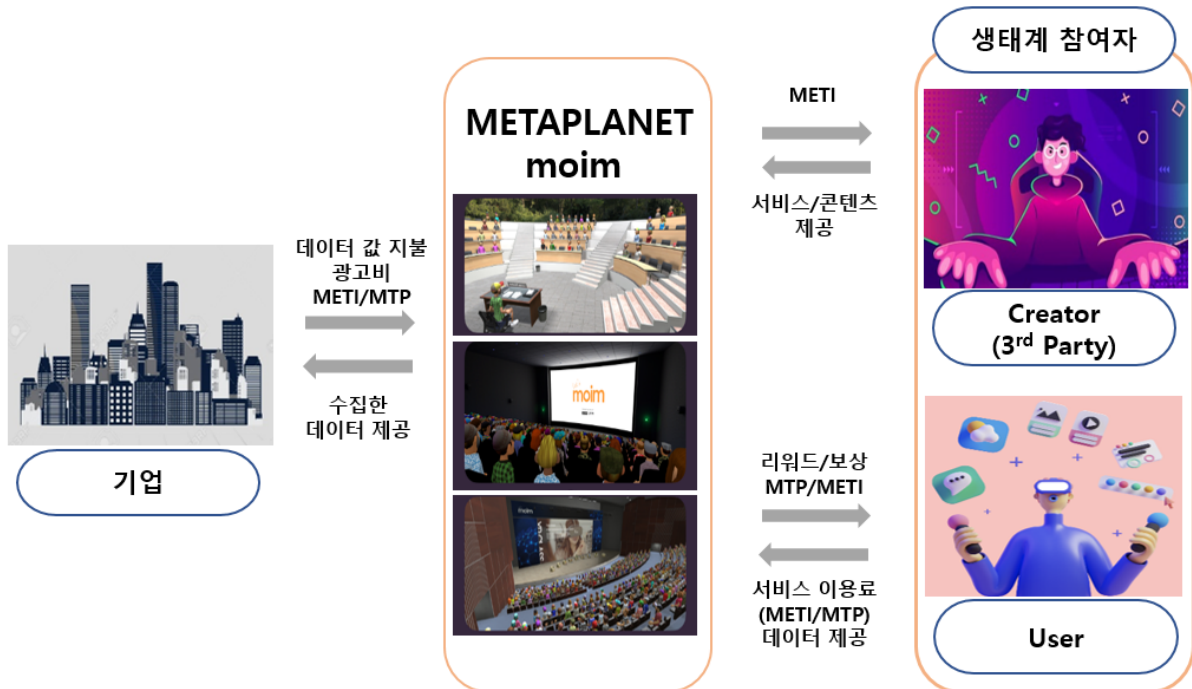 생태계 참여자
METAPLANET
moim
METI
서비스/콘텐츠
제공
데이터 값 지불
광고비
METI/MTP
수집한
데이터 제공
기업
moim
Creator
(3rd Party)
리워드/보상
MTP/METI
서비스 이용료
(METI/MTP)
데이터 제공
User